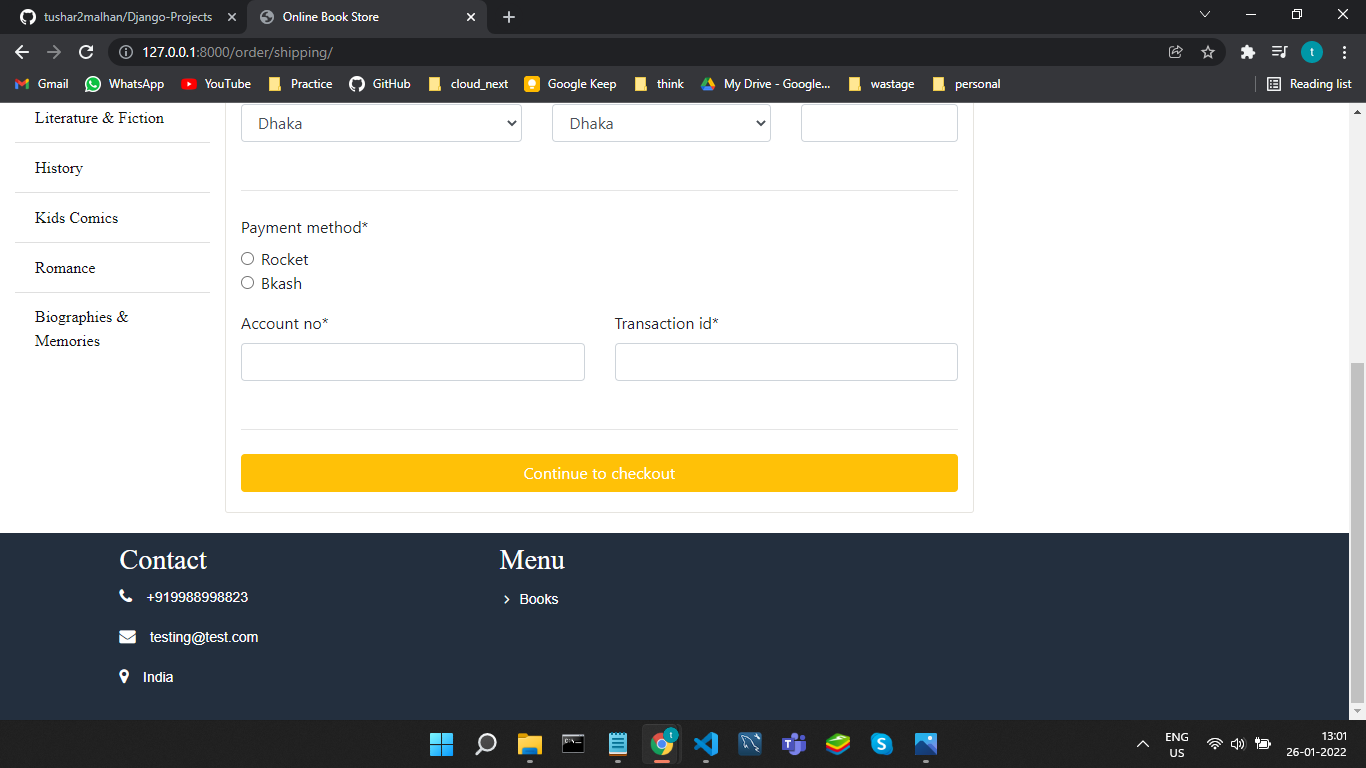 tushar2malhan/Django-Projects
Online Book Store
127.0.0.1:8000/order/shipping/
t
Gmail
WhatsApp
YouTube
Practice
GitHub
cloud_next
Google Keep
think
My Drive - Google...
wastage
personal
Reading list
Literature & Fiction
History
Kids Comics
Romance
Biographies &
Memories
Dhaka
Dhaka
Payment method*
Rocket
Bkash
Account no*
Transaction id*
Continue to checkout
Contact
+919988998823
testing@test.com
India
Menu
Books
t
ENG
US
13:01
26-01-2022